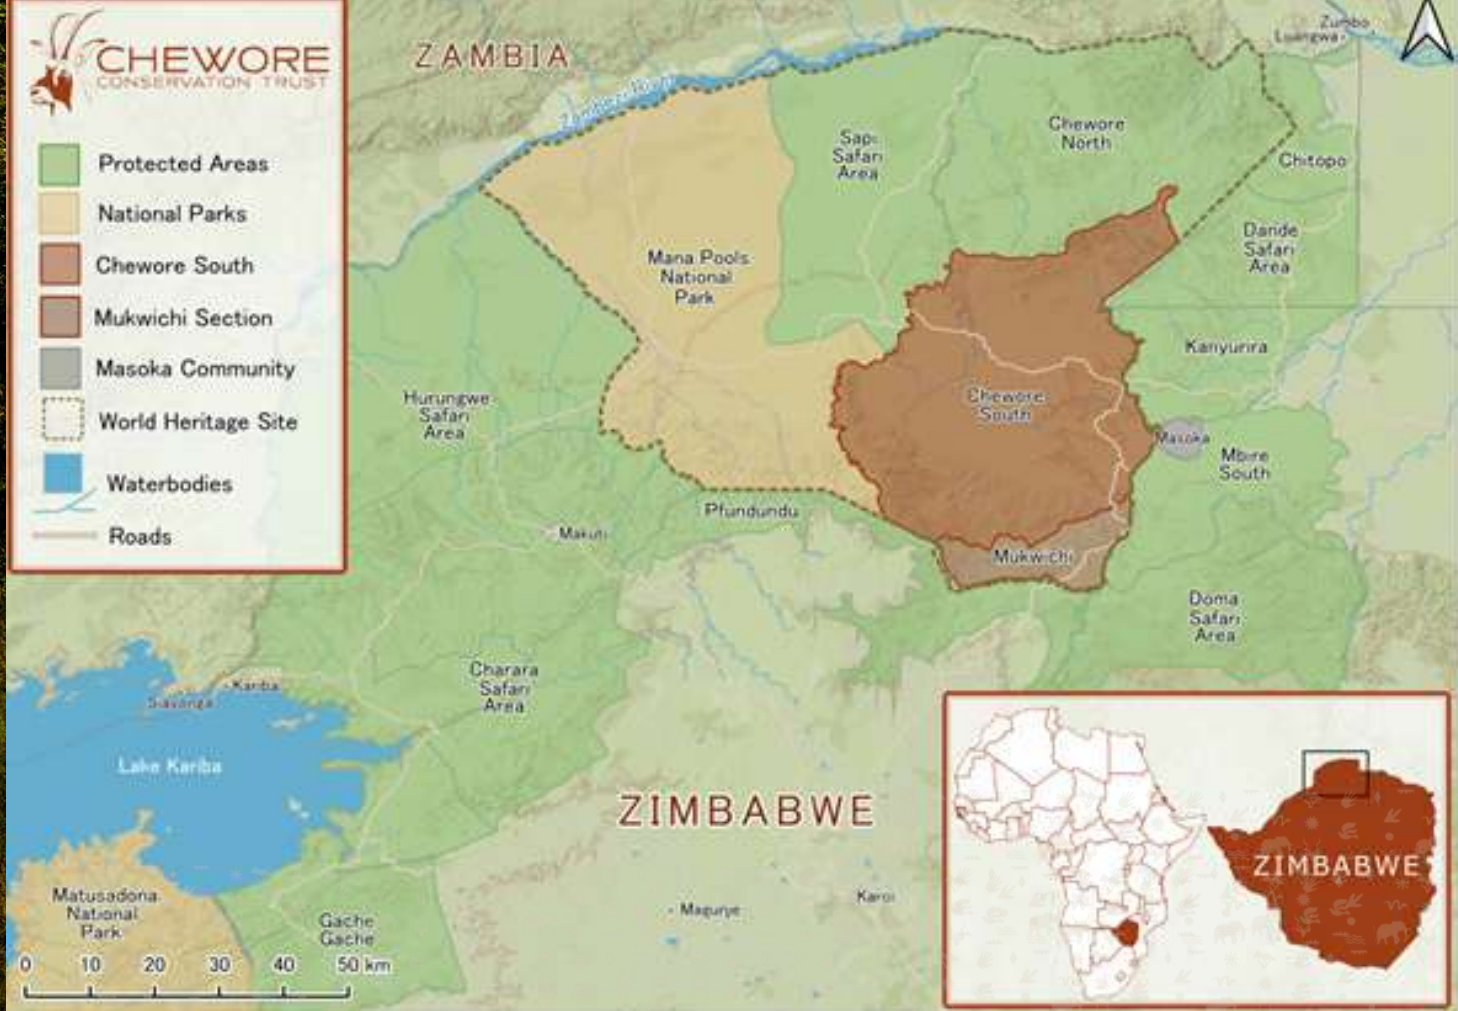 CHEWORE
CONSERVATION TRUST
Protected Areas
National Parks
Chewore South
Mukwichi Section
Masoka Community
World Heritage Site
Waterbodies
Roads
ZAMBIA
Zambezi River
Zumbo
Luangwa
Sapi
Safari
Area
Chewore
North
Chitopo
Mana Pools
National
Park
Dande
Safari
Area
Kanyurira
Hurungwe
Safari
Area
Chewore
South
Masoka
Mbire
South
Pfundundu
Makuti
Mukwichi
Doma
Safari
Area
Charara
Safari
Area
Kariba
Siavonga
Lake Kariba
ZIMBABWE
Matusadona
National
Park
Gache
Gache
Magunje
Karoi
0 10 20 30 40 50 km
ZIMBABWE